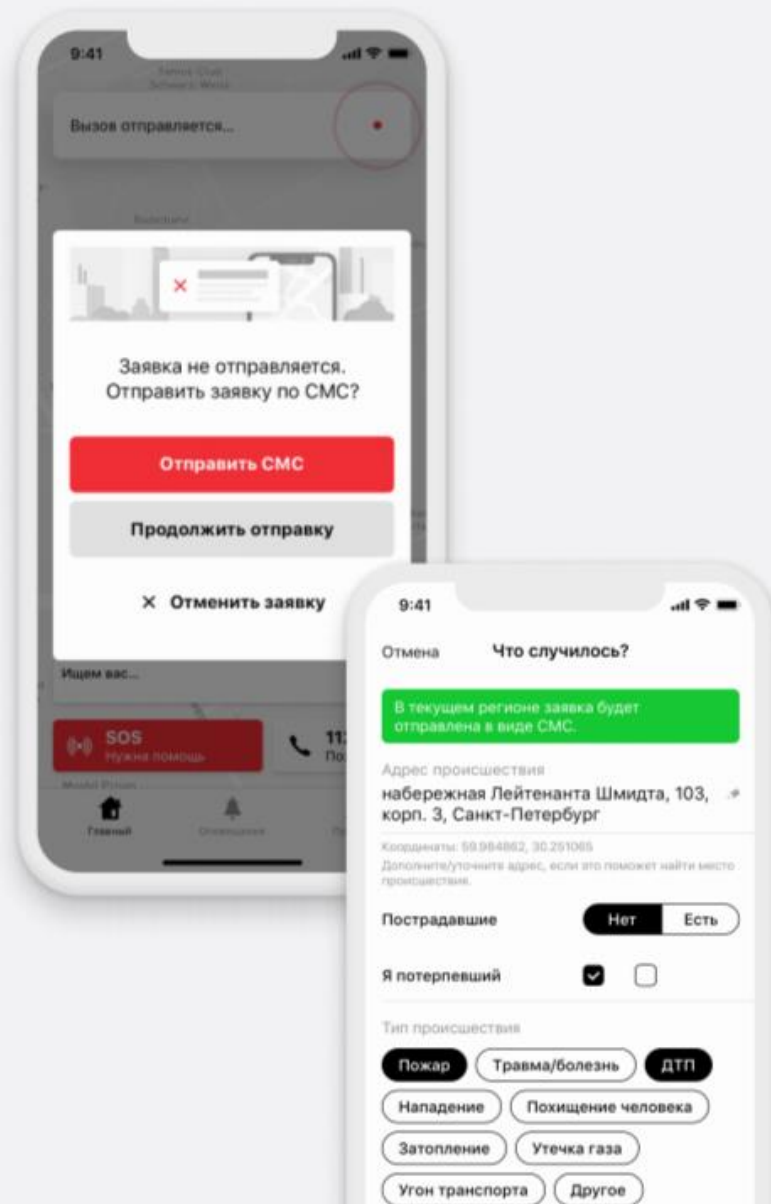 9:41
Вызов отправляется...
Заявка не отправляется.
Отправить заявку по СМС?
Отправить СМС
Продолжить отправку
× Отменить заявку
Ищем вас...
SOS
Нужна помощь
Главный
Оповещения
9:41
Отмена
Что случилось?
В текущем регионе заявка будет
отправлена в виде СМС.
Адрес происшествия
набережная Лейтенанта Шмидта, 103,
корп. 3, Санкт-Петербург
Координаты: 59.984862, 30.251065
Дополните/уточните адрес, если это поможет найти место
происшествия.
Пострадавшие
Нет
Есть
Я потерпевший
Тип происшествия
Пожар
Травма/болезнь
ДТП
Нападение
Похищение человека
Затопление
Утечка газа
Угон транспорта
Другое